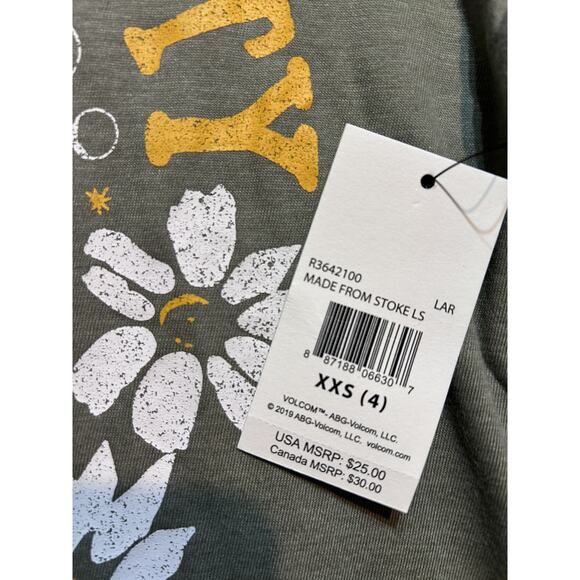 TY
R3642100
MADE FROM STOKE LS
LAR
8 87188 06630 7
XXS (4)
VOLCOM™- ABG-Volcom, LLC.
© 2019 ABG-Volcom, LLC. volcom.com
USA MSRP: $25.00
Canada MSRP: $30.00